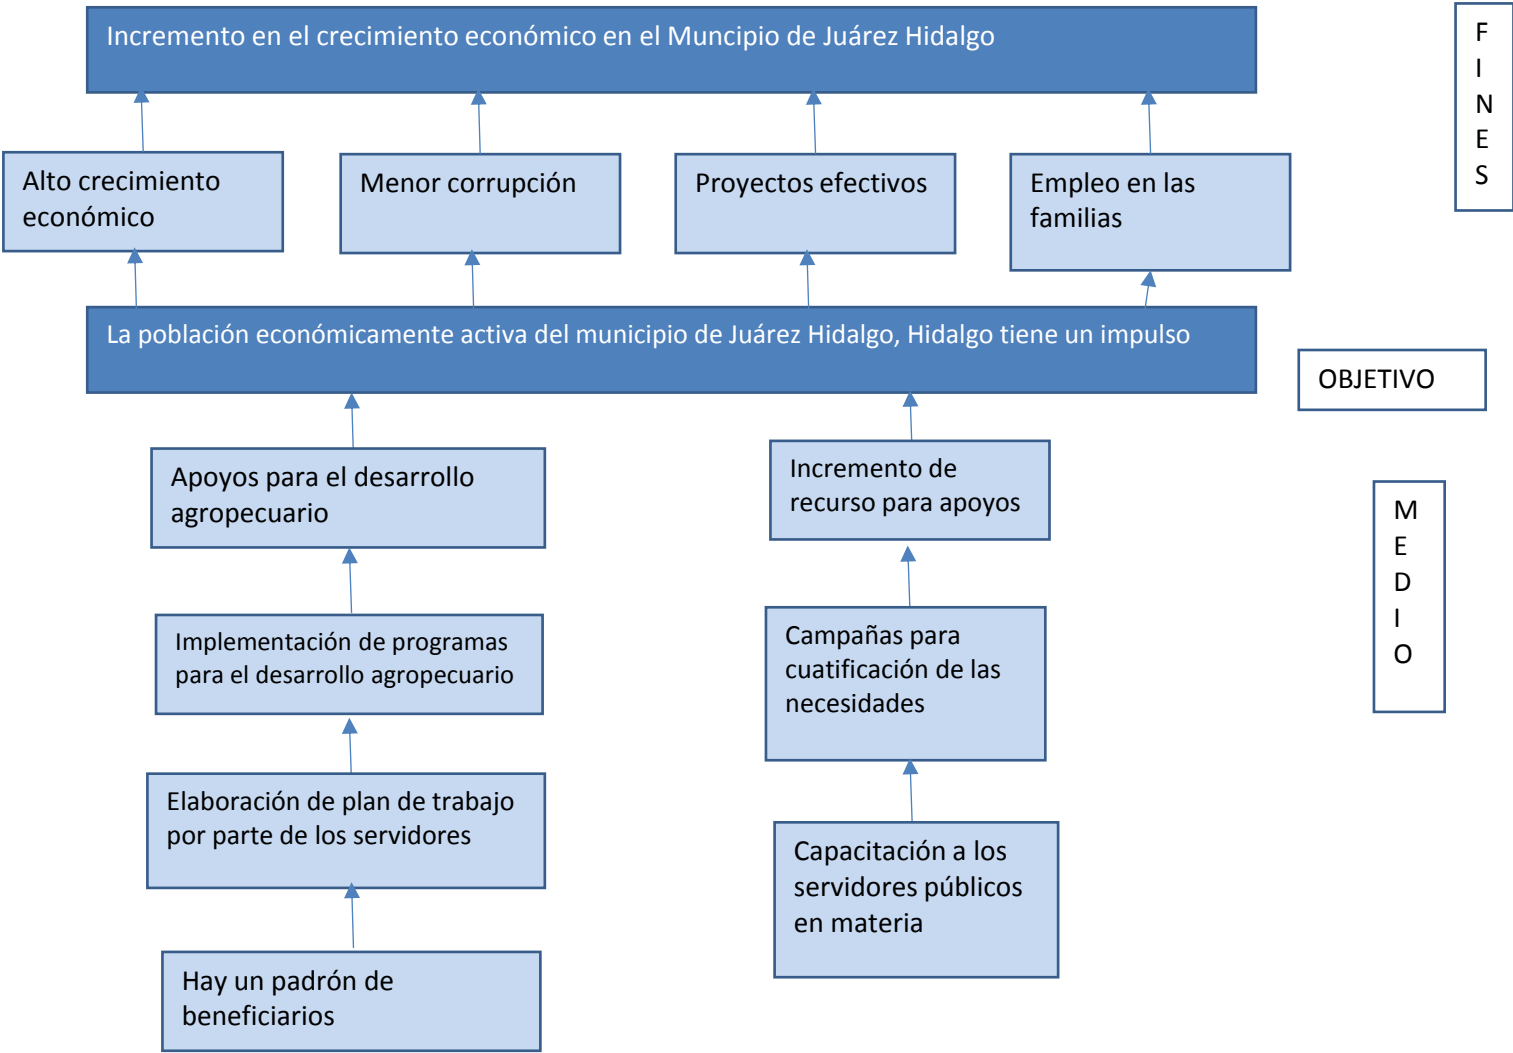 Incremento en el crecimiento económico en el Muncipio de Juárez Hidalgo
F
I
N
E
S
Alto crecimiento
económico
Menor corrupción
Proyectos efectivos
Empleo en las
familias
La población económicamente activa del municipio de Juárez Hidalgo, Hidalgo tiene un impulso
OBJETIVO
Apoyos para el desarrollo
agropecuario
Incremento de
recurso para apoyos
M
E
D
I
O
Implementación de programas
para el desarrollo agropecuario
Campañas para
cuatificación de las
necesidades
Elaboración de plan de trabajo
por parte de los servidores
Capacitación a los
servidores públicos
en materia
Hay un padrón de
beneficiarios